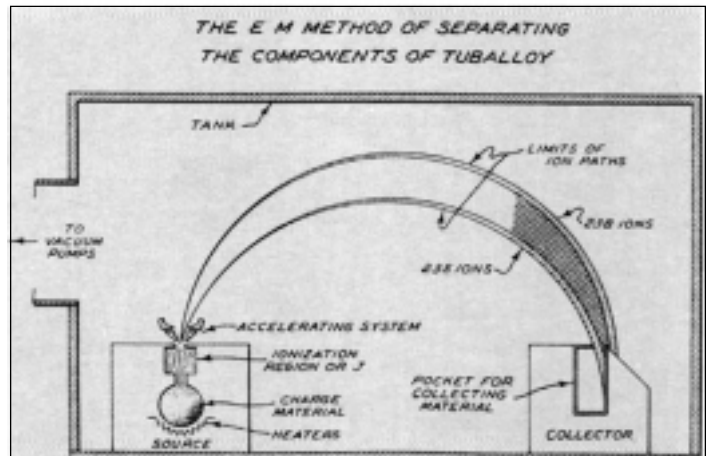 THE E M METHOD OF SEPARATING
THE COMPONENTS OF TUBALLOY
TANK
LIMITS OF
ION PATHS
238 IONS
TO
VACUUM
PUMPS
235 IONS
ACCELERATING SYSTEM
IONIZATION
REGION OR J
CHARGE
MATERIAL
HEATERS
SOURCE
POCKET FOR
COLLECTING
MATERIAL
COLLECTOR